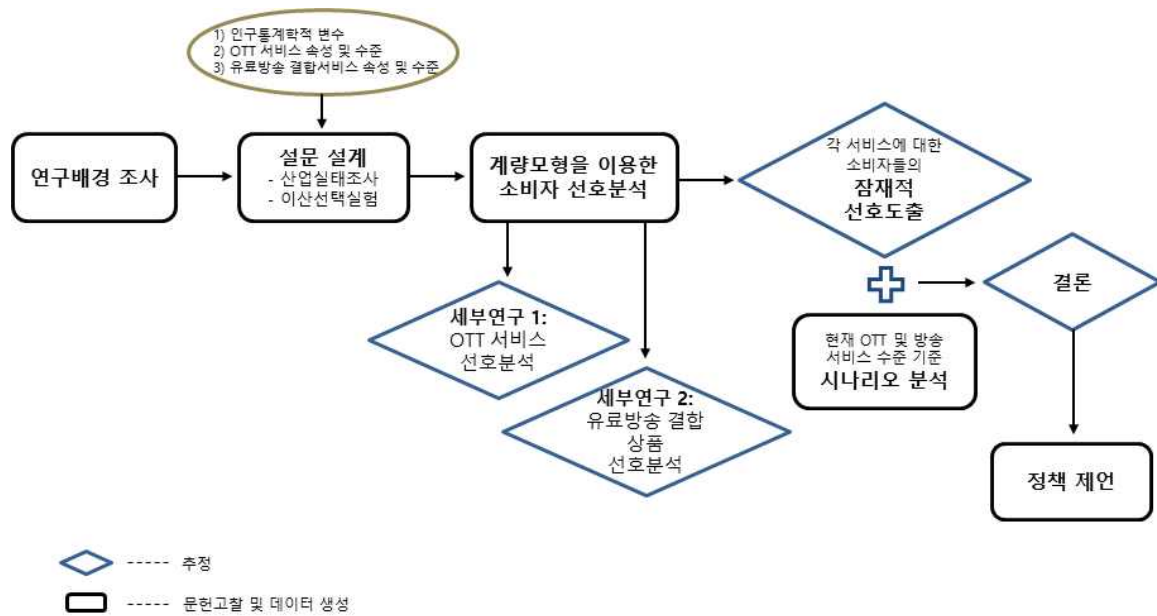 1) 인구통계학적 변수
2) OTT 서비스 속성 및 수준
3) 유료방송 결합서비스 속성 및 수준
연구배경 조사
설문 설계
- 산업실태조사
- 이산선택실험
계량모형을 이용한
소비자 선호분석
각 서비스에 대한
소비자들의
잠재적
선호도출
세부연구 1:
OTT 서비스
선호분석
세부연구 2:
유료방송 결합
상품
선호분석
현재 OTT 및 방송
서비스 수준 기준
시나리오 분석
결론
정책 제언
----- 추정
----- 문헌고찰 및 데이터 생성